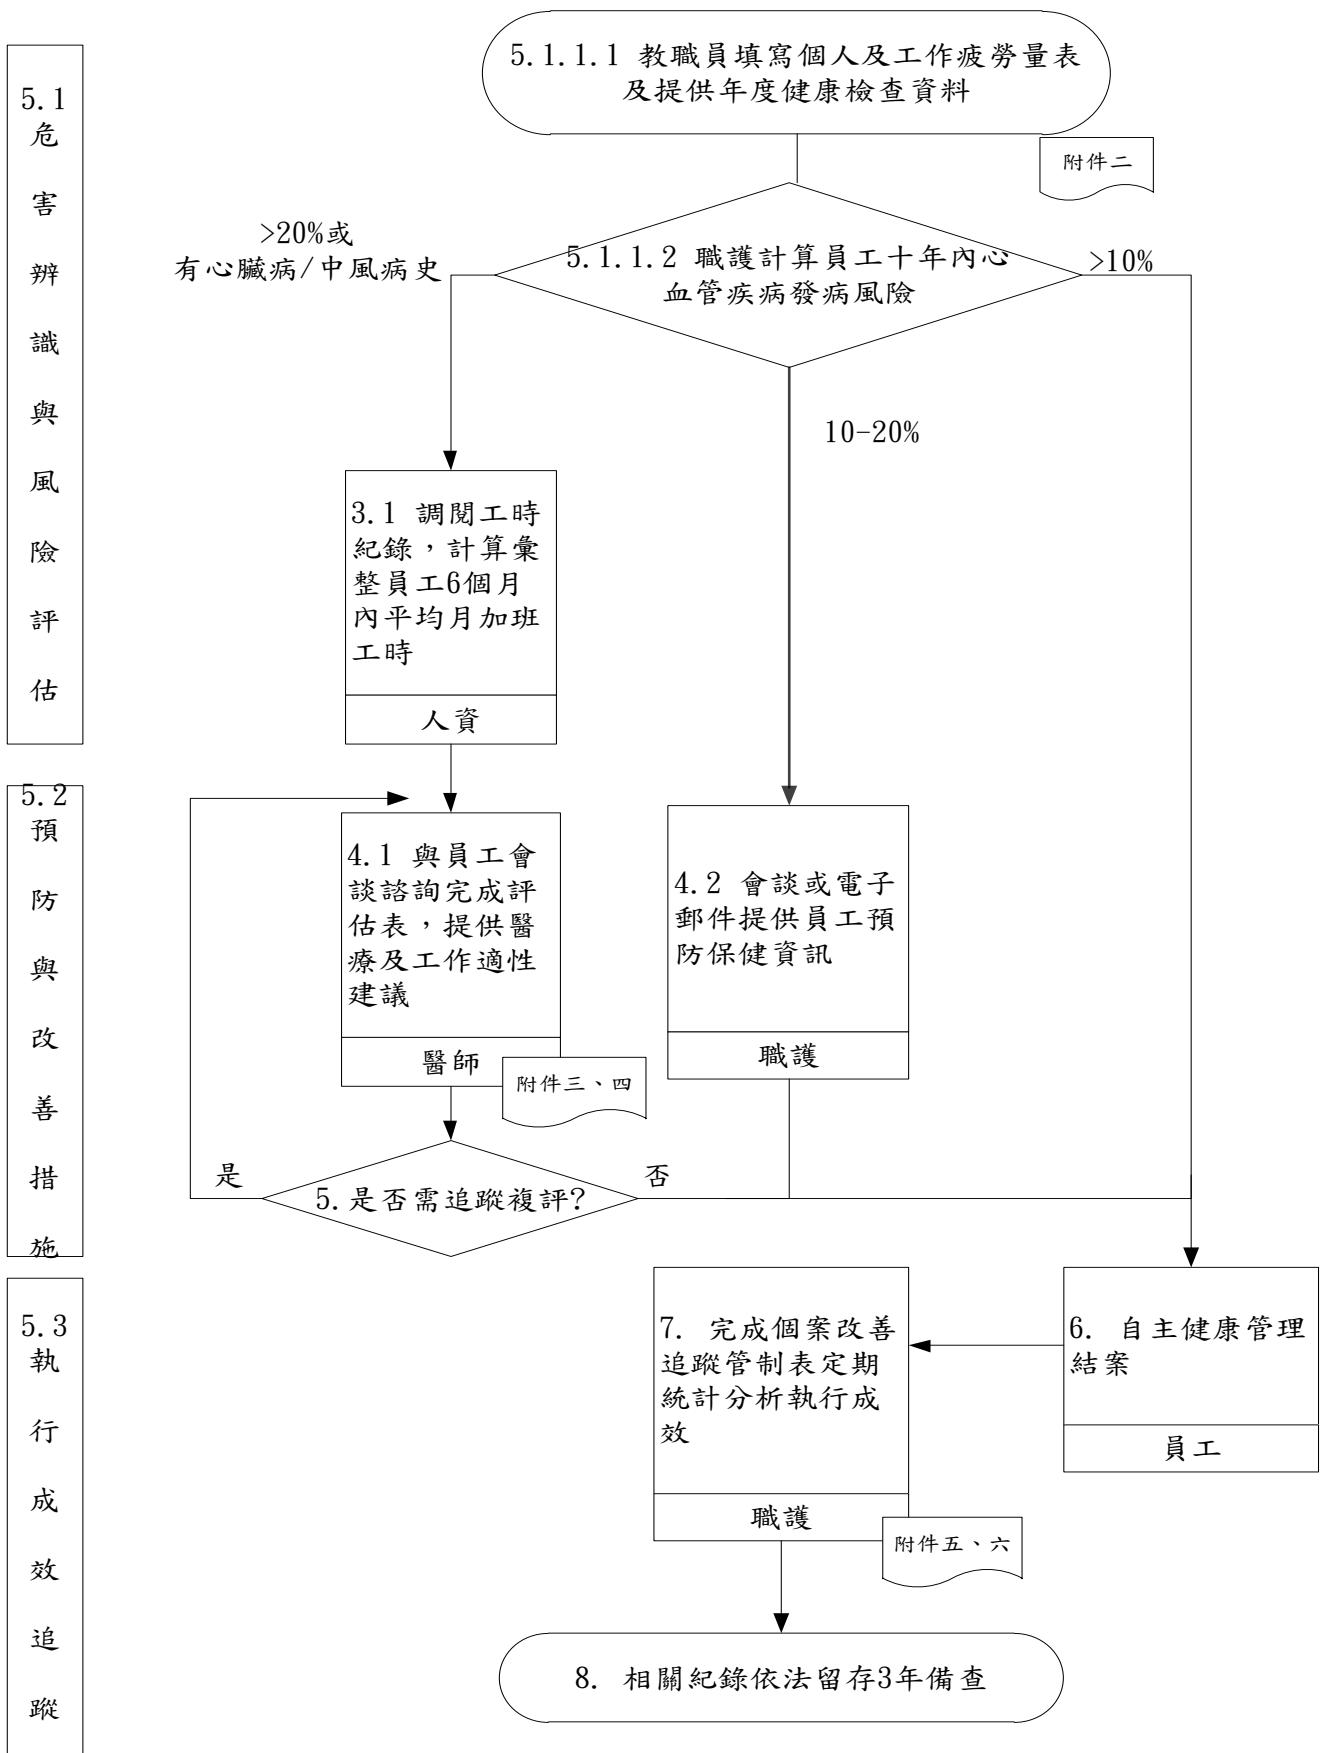 5.1
危
害
辨
識
與
風
險
評
估
5.1.1.1 教職員填寫個人及工作疲勞量表
及提供年度健康檢查資料
附件二
>20%或
有心臟病/中風病史
5.1.1.2 職護計算員工十年內心
血管疾病發病風險
>10%
10-20%
3.1 調閱工時
紀錄，計算彙
整員工6個月
內平均月加班
工時
人資
5.2
預
防
與
改
善
措
施
4.1 與員工會
談諮詢完成評
估表，提供醫
療及工作適性
建議
醫師
附件三、四
4.2 會談或電子
郵件提供員工預
防保健資訊
職護
是
5.是否需追蹤複評?
否
5.3
執
行
成
效
追
蹤
7. 完成個案改善
追蹤管制表定期
統計分析執行成
效
職護
附件五、六
6. 自主健康管理
結案
員工
8. 相關紀錄依法留存3年備查